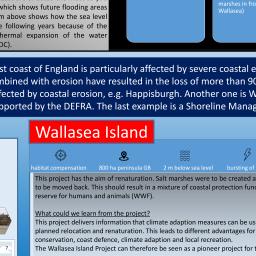 which shows future flooding areas
m above shows how the sea level
e following years because of the
hermal expansion of the water
OC).
marshes in fro
Wallasea)
st coast of England is particularly affected by severe coastal e
mbined with erosion have resulted in the loss of more than 90
fected by coastal erosion, e.g. Happisburgh. Another one is W
pported by the DEFRA. The last example is a Shoreline Manag
Wallasea Island
habitat compensation
800 ha peninsula GB
2 m below sea level
bursting of
This project has the aim of renaturation. Salt marshes were to be created a
to be moved back. This should result in a mixture of coastal protection func
reserve for humans and animals (WWF).
What could we learn from the project?
This project delivers information that climate adaption measures can be us
planned relocation and renaturation. This leads to different advantages for
conservation, coast defence, climate adaption and local recreation.
The Wallasea Island Project can therefore be seen as a pioneer project for t